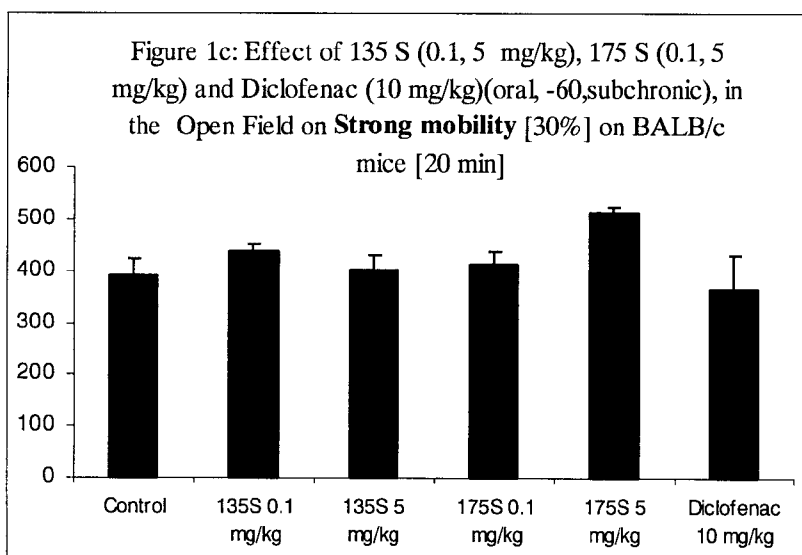 Figure 1c: Effect of 135 S (0.1, 5 mg/kg), 175 S (0.1, 5
mg/kg) and Diclofenac (10 mg/kg)(oral, -60,subchronic), in
the Open Field on Strong mobility [30%] on BALB/c
mice [20 min]
600
500
400
300
200
100
0
Control 135S 0.1 135S 5 175S 0.1 175S 5 Diclofenac
mg/kg mg/kg mg/kg mg/kg 10 mg/kg